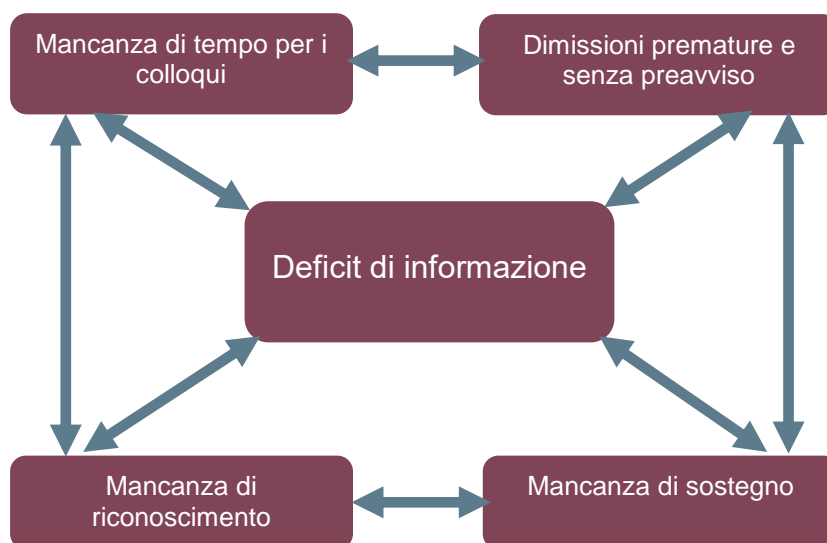 Mancanza di tempo per i
colloqui
Dimissioni premature e
senza preavviso
Deficit di informazione
Mancanza di
riconoscimento
Mancanza di sostegno